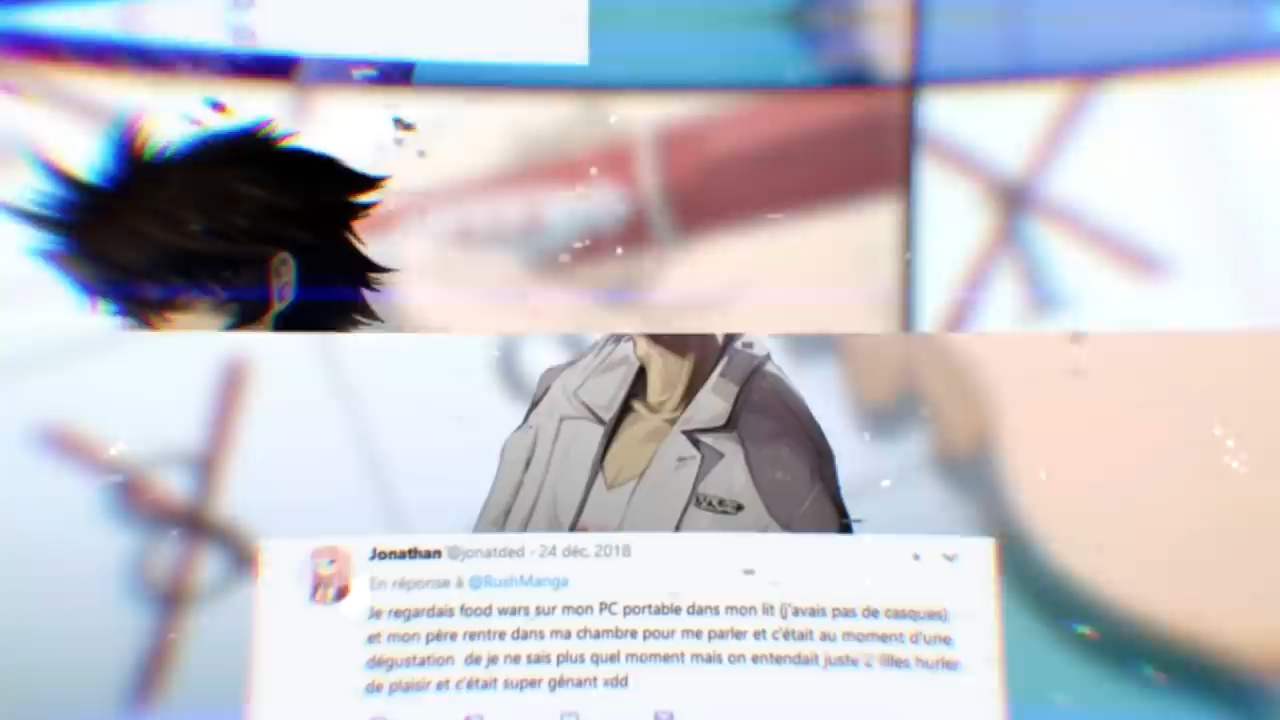 Jonathan @jonatded · 24 déc. 2018
En réponse à @RushManga
Je regardais food wars sur mon PC portable dans mon lit (j'avais pas de casques)
et mon père rentre dans ma chambre pour me parler et c'était au moment d'une
dégustation de je ne sais plus quel moment mais on entendait juste 2 filles hurler
de plaisir et c'était super gênant xdd